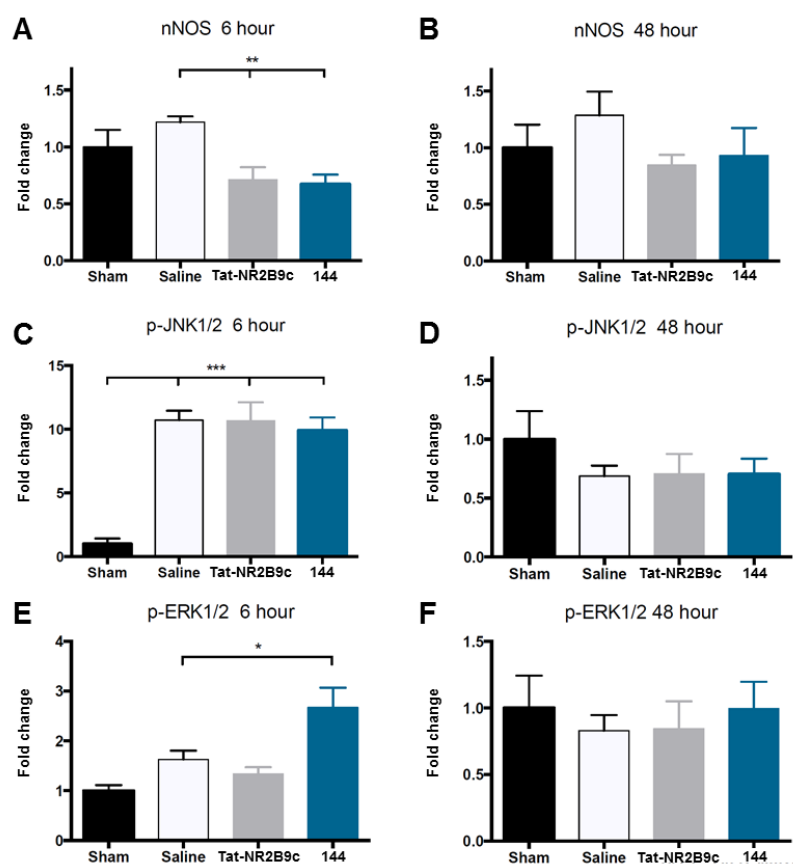 A
nNOS 6 hour
**
Fold change
1.5
1.0
0.5
0.0
Sham Saline Tat-NR2B9c 144
B
nNOS 48 hour
Fold change
1.5
1.0
0.5
0.0
Sham Saline Tat-NR2B9c 144
C
p-JNK1/2 6 hour
***
Fold change
15
10
5
0
Sham Saline Tat-NR2B9c 144
D
p-JNK1/2 48 hour
Fold change
1.5
1.0
0.5
0.0
Sham Saline Tat-NR2B9c 144
E
p-ERK1/2 6 hour
*
Fold change
4
3
2
1
0
Sham Saline Tat-NR2B9c 144
F
p-ERK1/2 48 hour
Fold change
1.5
1.0
0.5
0.0
Sham Saline Tat-NR2B9c 144